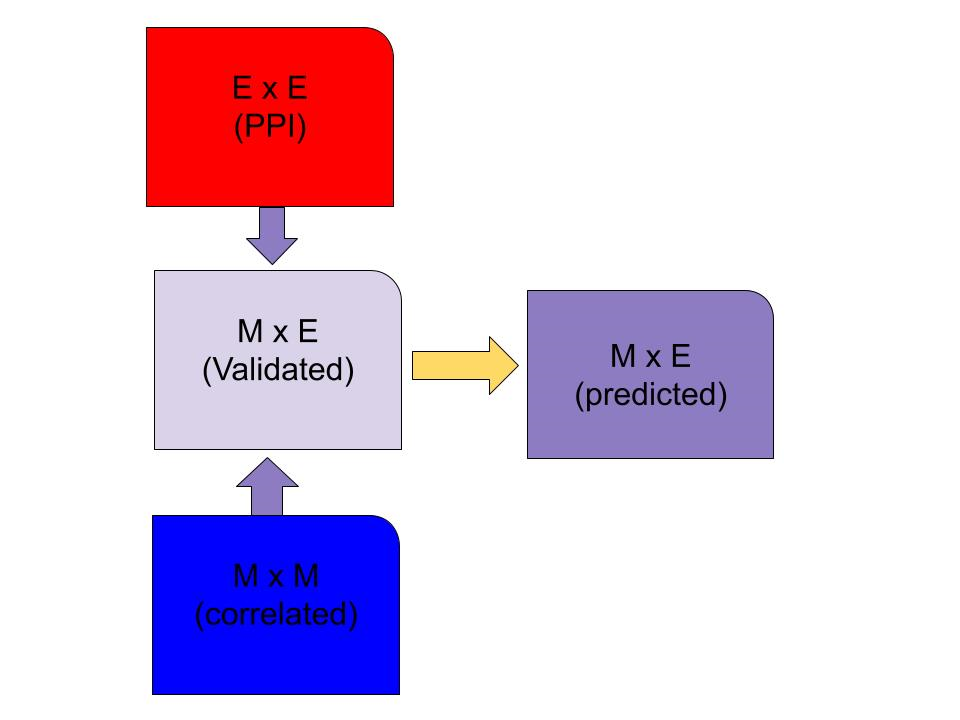 E x E
(PPI)
M x E
(Validated)
M x E
(predicted)
M x M
(correlated)